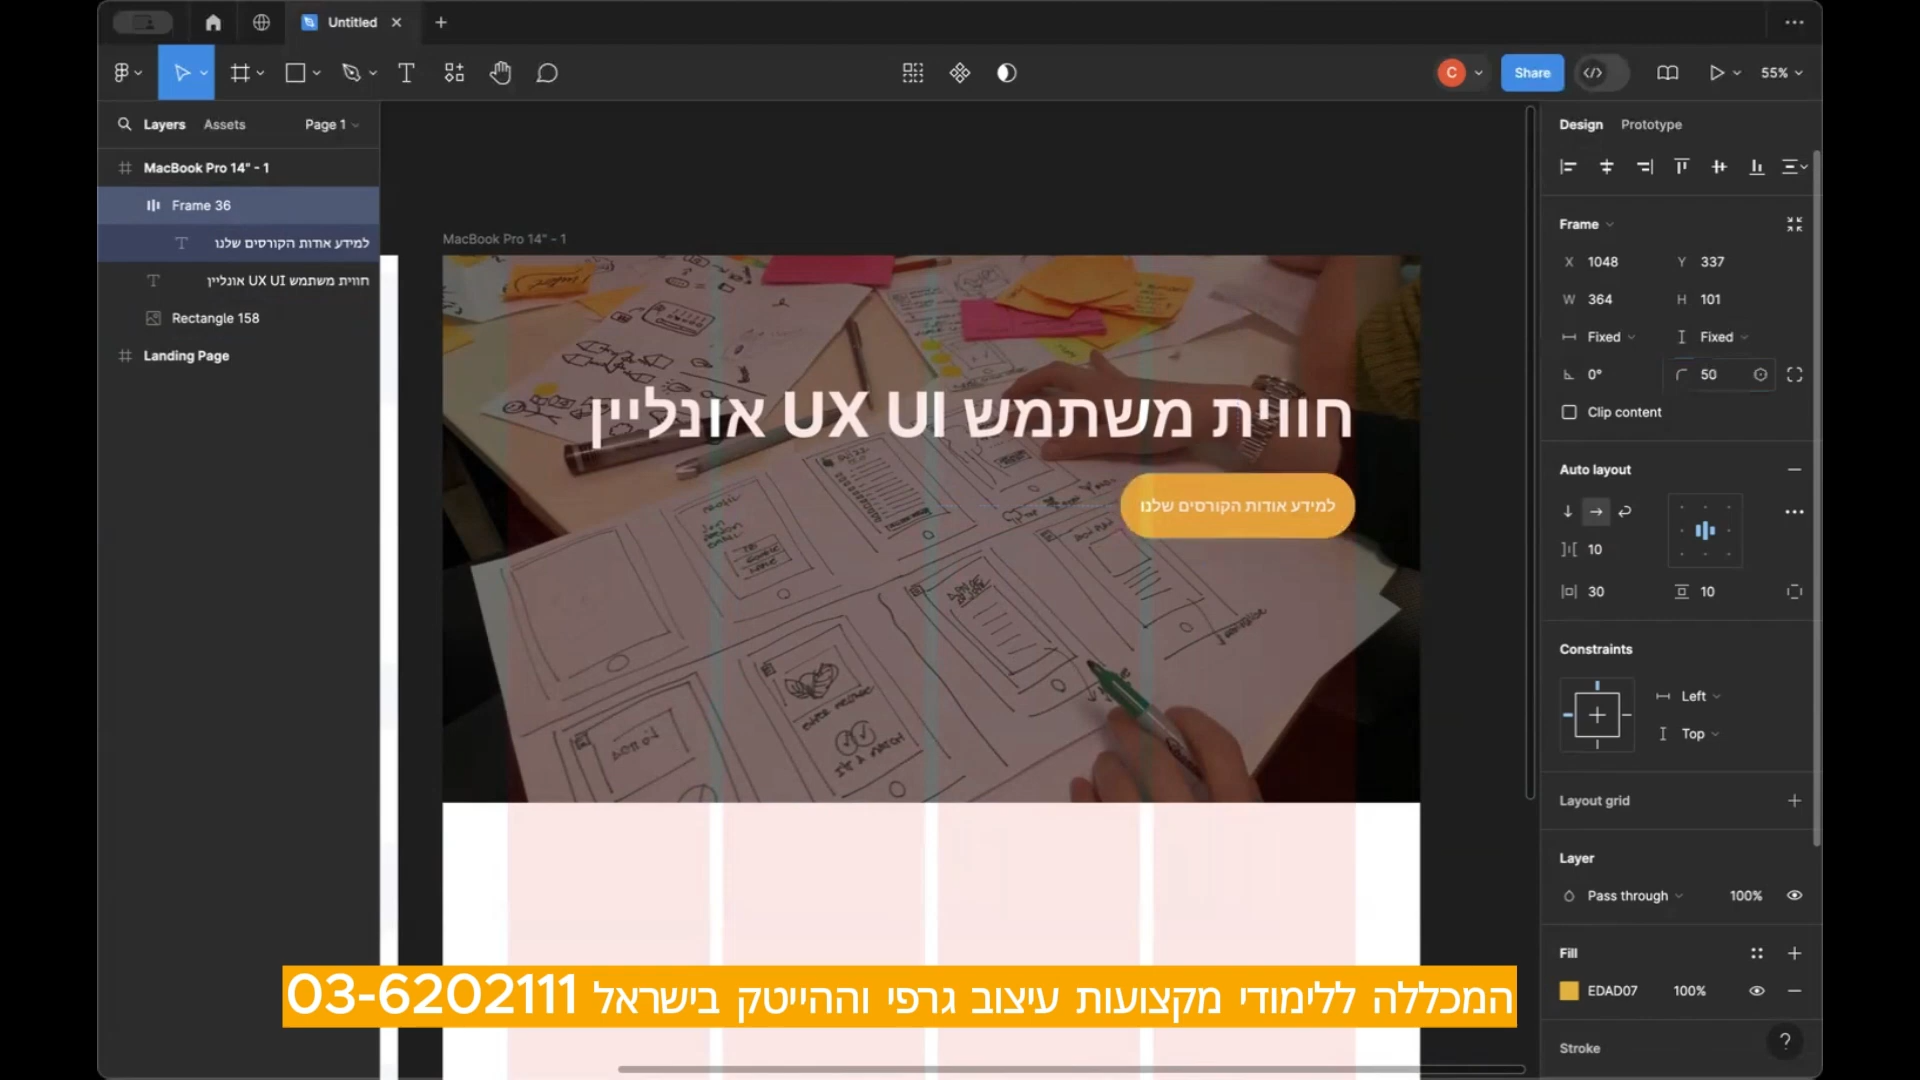 Untitled
Share
55%
C
Layers
Assets
Page 1
MacBook Pro 14" - 1
Frame 36
למידע אודות הקורסים שלנו
חווית משתמש UX UI אונליין
Rectangle 158
Landing Page
MacBook Pro 14" - 1
חווית משתמש UX UI אונליין
למידע אודות הקורסים שלנו
המכללה ללימודי מקצועות עיצוב גרפי וההייטק בישראל 03-6202111
Design
Prototype
Frame
X 1048
Y 337
W 364
H 101
Fixed
Fixed
0°
50
Clip content
Auto layout
10
30
10
Constraints
Left
Top
Layout grid
Layer
Pass through
100%
Fill
EDAD07
100%
Stroke
?